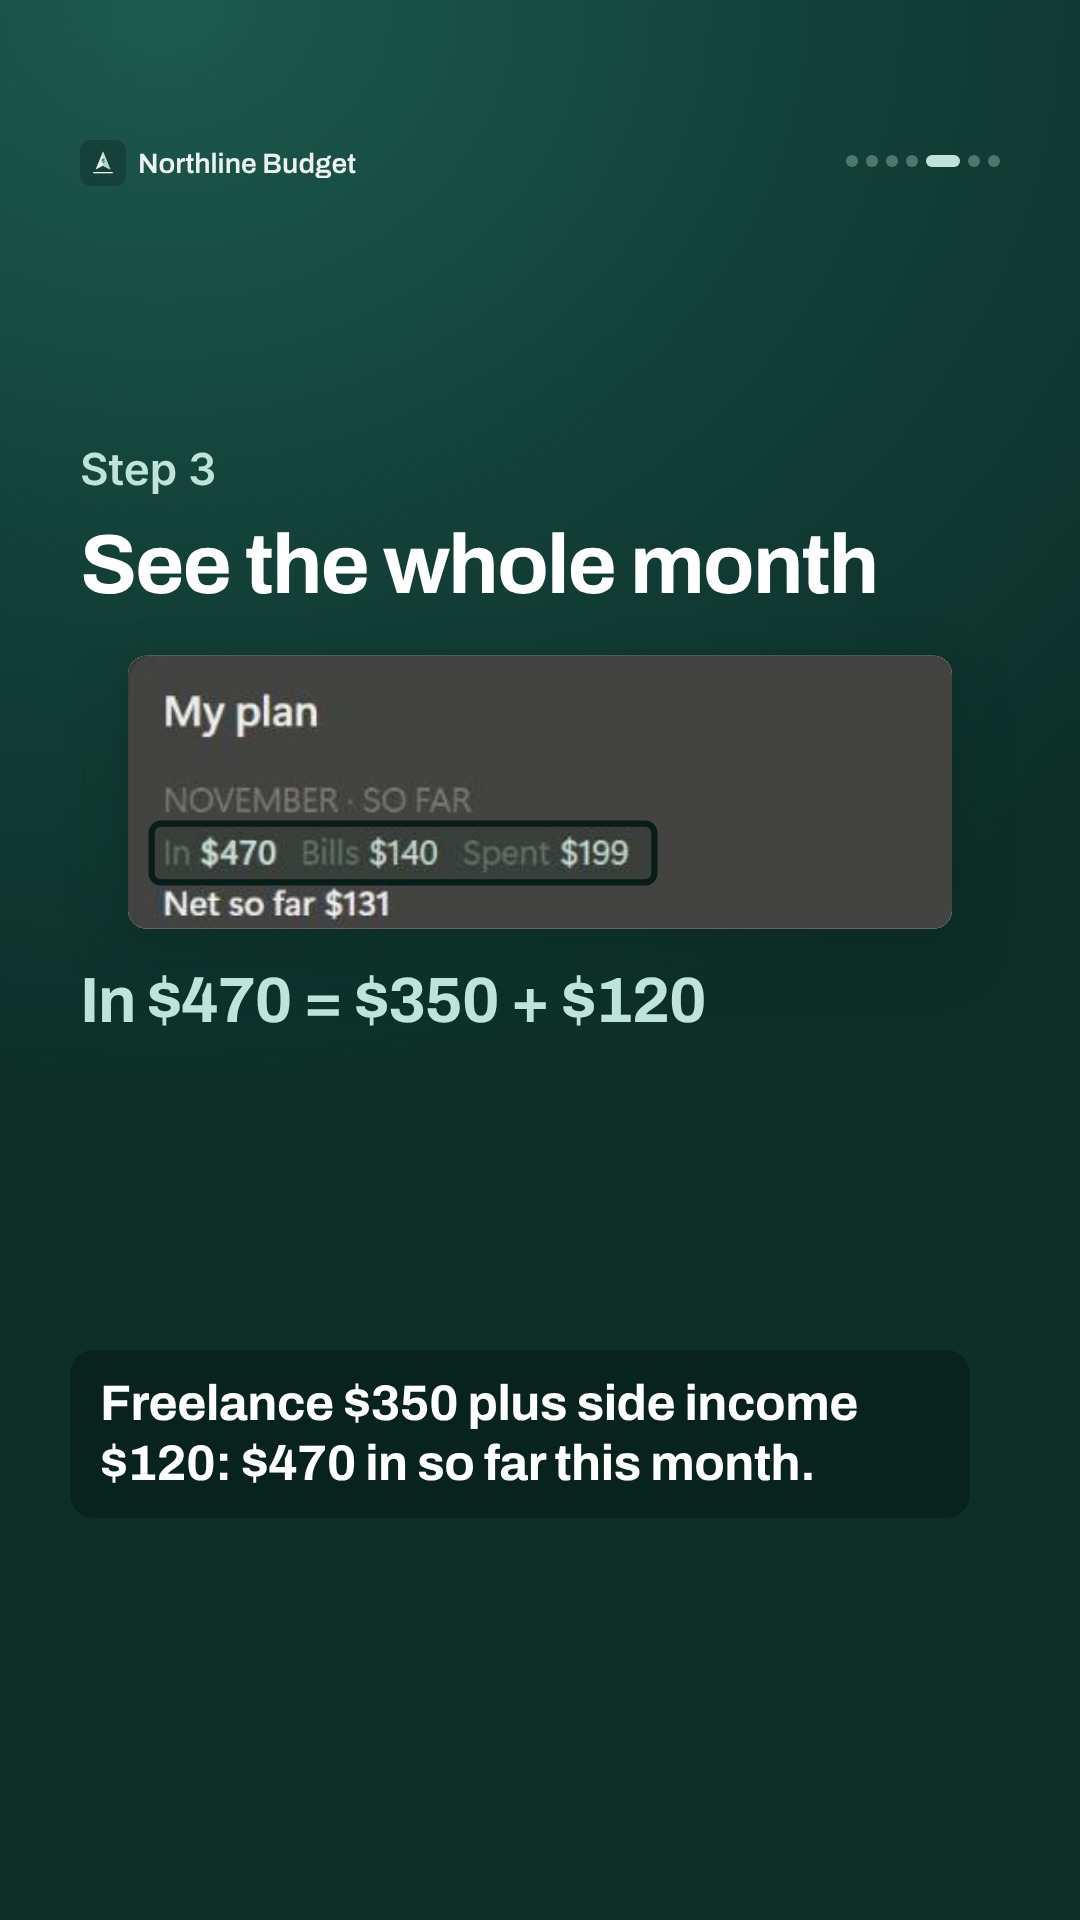 Northline Budget
Step 3
See the whole month
My plan
NOVEMBER · SO FAR
In $470 Bills $140 Spent $199
Net so far $131
In $470 = $350 + $120
Freelance $350 plus side income
$120: $470 in so far this month.